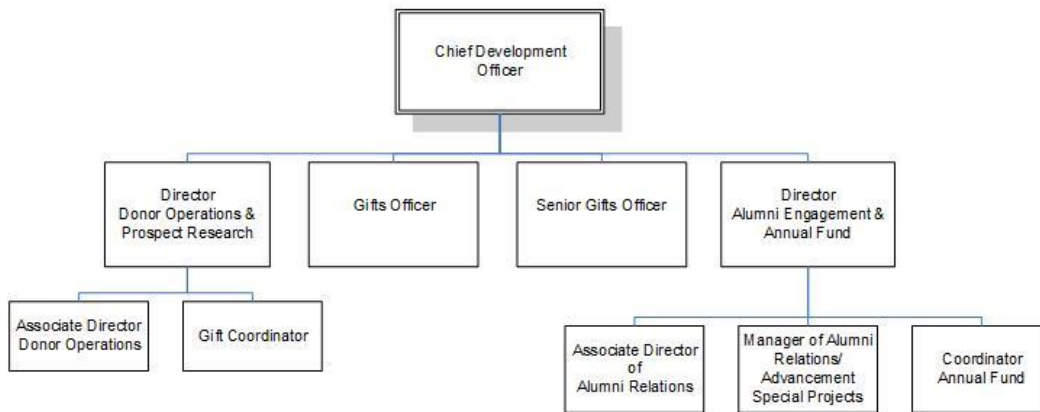 Chief Development
Officer
Director
Donor Operations &
Prospect Research
Gifts Officer
Senior Gifts Officer
Director
Alumni Engagement &
Annual Fund
Associate Director
Donor Operations
Gift Coordinator
Associate Director
of
Alumni Relations
Manager of Alumni
Relations/
Advancement
Special Projects
Coordinator
Annual Fund